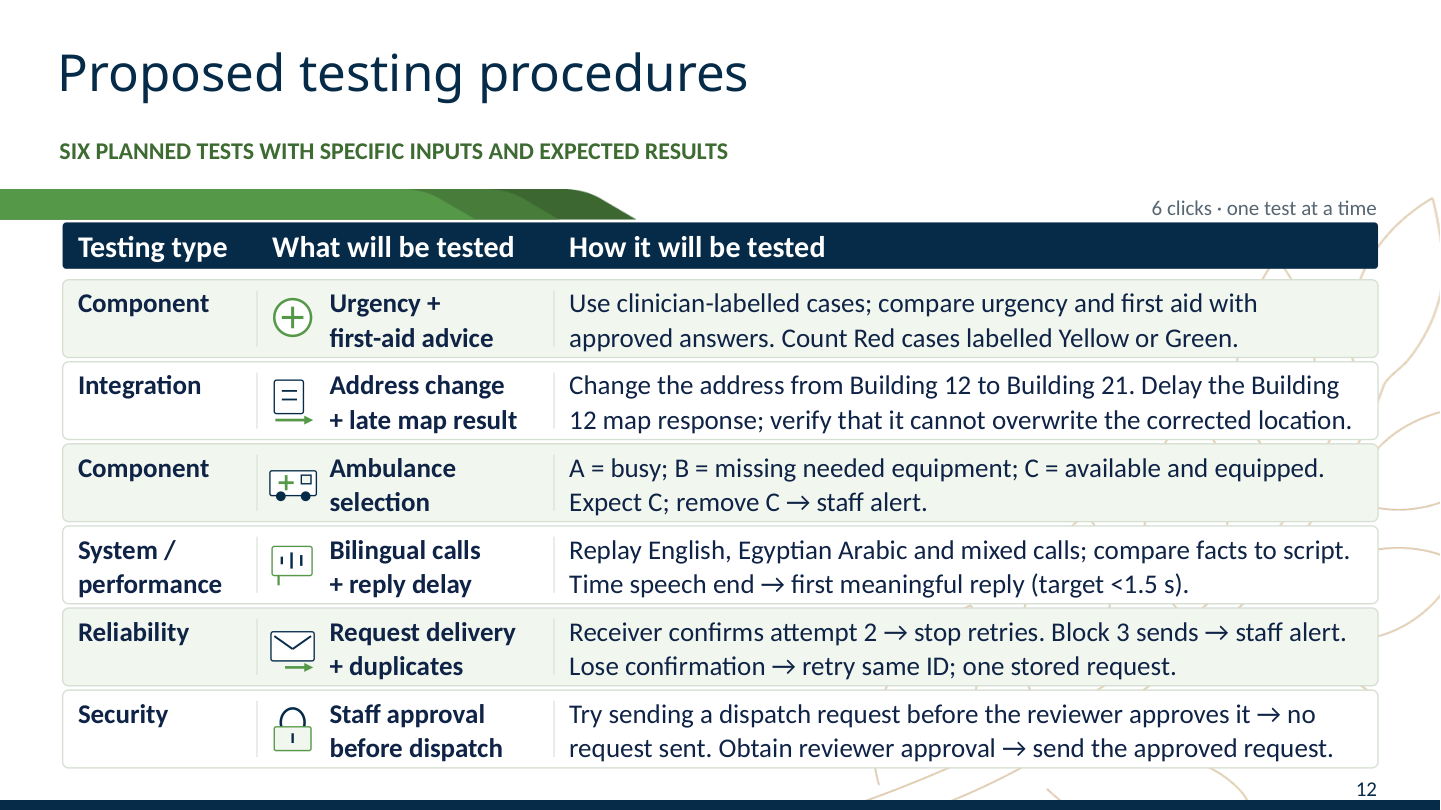 Proposed testing procedures
SIX PLANNED TESTS WITH SPECIFIC INPUTS AND EXPECTED RESULTS
6 clicks · one test at a time
Testing type What will be tested How it will be tested
Component
Urgency +
first-aid advice
Use clinician-labelled cases; compare urgency and first aid with
approved answers. Count Red cases labelled Yellow or Green.
Integration
Address change
+ late map result
Change the address from Building 12 to Building 21. Delay the Building
12 map response; verify that it cannot overwrite the corrected location.
Component
Ambulance
selection
A = busy; B = missing needed equipment; C = available and equipped.
Expect C; remove C → staff alert.
System /
performance
Bilingual calls
+ reply delay
Replay English, Egyptian Arabic and mixed calls; compare facts to script.
Time speech end → first meaningful reply (target <1.5 s).
Reliability
Request delivery
+ duplicates
Receiver confirms attempt 2 → stop retries. Block 3 sends → staff alert.
Lose confirmation → retry same ID; one stored request.
Security
Staff approval
before dispatch
Try sending a dispatch request before the reviewer approves it → no
request sent. Obtain reviewer approval → send the approved request.
12